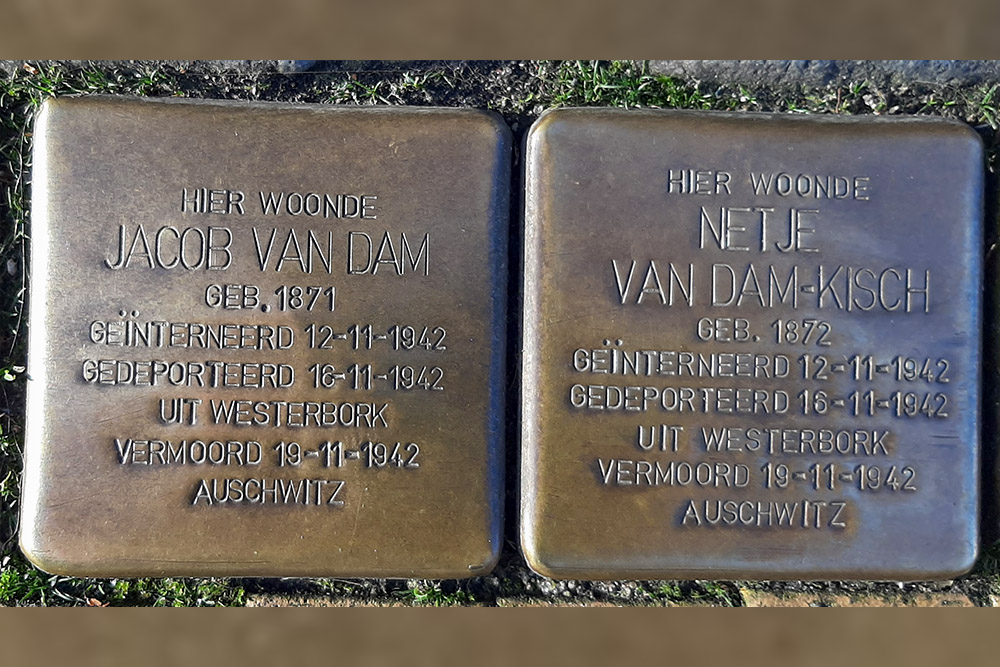 HIER WOONDE
JACOB VAN DAM
GEB. 1871
GEÏNTERNEERD 12-11-1942
GEDEPORTEERD 16-11-1942
UIT WESTERBORK
VERMOORD 19-11-1942
AUSCHWITZ
HIER WOONDE
NETJE
VAN DAM-KISCH
GEB. 1872
GEÏNTERNEERD 12-11-1942
GEDEPORTEERD 16-11-1942
UIT WESTERBORK
VERMOORD 19-11-1942
AUSCHWITZ